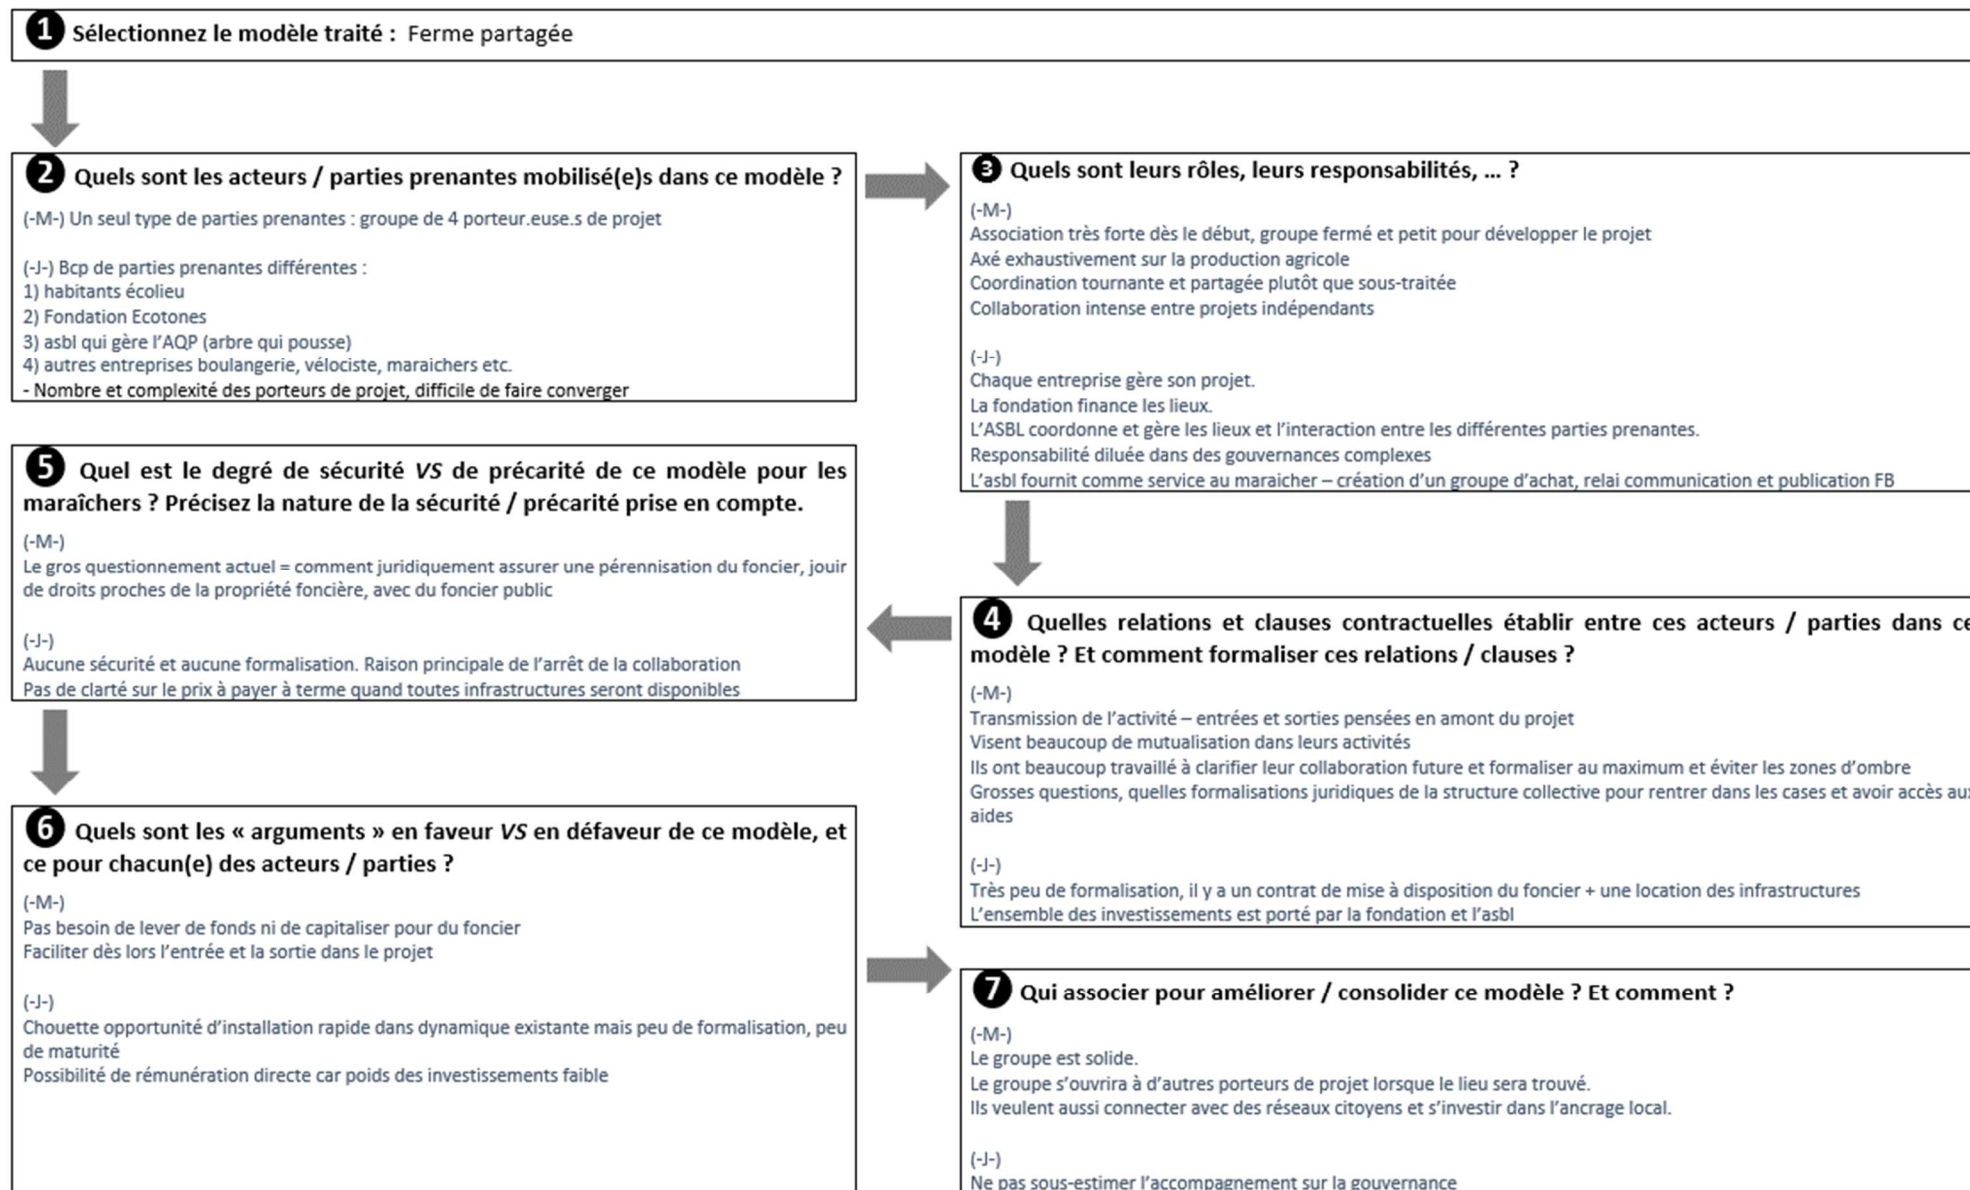 1 Sélectionnez le modèle traité : Ferme partagée
2 Quels sont les acteurs / parties prenantes mobilisé(e)s dans ce modèle ?
(-M-) Un seul type de parties prenantes : groupe de 4 porteur.euse.s de projet
(-J-) Bcp de parties prenantes différentes :
1) habitants écolieu
2) Fondation Ecotones
3) asbl qui gère l’AQP (arbre qui pousse)
4) autres entreprises boulangerie, vélociste, maraichers etc.
- Nombre et complexité des porteurs de projet, difficile de faire converger
3 Quels sont leurs rôles, leurs responsabilités, ... ?
(-M-)
Association très forte dès le début, groupe fermé et petit pour développer le projet
Axé exhaustivement sur la production agricole
Coordination tournante et partagée plutôt que sous-traitée
Collaboration intense entre projets indépendants
(-J-)
Chaque entreprise gère son projet.
La fondation finance les lieux.
L’ASBL coordonne et gère les lieux et l’interaction entre les différentes parties prenantes.
Responsabilité diluée dans des gouvernances complexes
L’asbl fournit comme service au maraicher – création d’un groupe d’achat, relai communication et publication FB
4 Quelles relations et clauses contractuelles établir entre ces acteurs / parties dans ce
modèle ? Et comment formaliser ces relations / clauses ?
(-M-)
Transmission de l’activité – entrées et sorties pensées en amont du projet
Visent beaucoup de mutualisation dans leurs activités
Ils ont beaucoup travaillé à clarifier leur collaboration future et formaliser au maximum et éviter les zones d’ombre
Grosses questions, quelles formalisations juridiques de la structure collective pour rentrer dans les cases et avoir accès aux
aides
(-J-)
Très peu de formalisation, il y a un contrat de mise à disposition du foncier + une location des infrastructures
L’ensemble des investissements est porté par la fondation et l’asbl
5 Quel est le degré de sécurité VS de précarité de ce modèle pour les
maraîchers ? Précisez la nature de la sécurité / précarité prise en compte.
(-M-)
Le gros questionnement actuel = comment juridiquement assurer une pérennisation du foncier, jouir
de droits proches de la propriété foncière, avec du foncier public
(-J-)
Aucune sécurité et aucune formalisation. Raison principale de l’arrêt de la collaboration
Pas de clarté sur le prix à payer à terme quand toutes infrastructures seront disponibles
6 Quels sont les « arguments » en faveur VS en défaveur de ce modèle, et
ce pour chacun(e) des acteurs / parties ?
(-M-)
Pas besoin de lever de fonds ni de capitaliser pour du foncier
Faciliter dès lors l’entrée et la sortie dans le projet
(-J-)
Chouette opportunité d’installation rapide dans dynamique existante mais peu de formalisation, peu
de maturité
Possibilité de rémunération directe car poids des investissements faible
7 Qui associer pour améliorer / consolider ce modèle ? Et comment ?
(-M-)
Le groupe est solide.
Le groupe s’ouvrira à d’autres porteurs de projet lorsque le lieu sera trouvé.
Ils veulent aussi connecter avec des réseaux citoyens et s’investir dans l’ancrage local.
(-J-)
Ne pas sous-estimer l’accompagnement sur la gouvernance